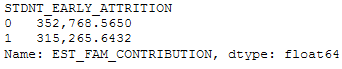 STDNT_EARLY_ATTRITION
0   352,768.5650
1   315,265.6432
Name: EST_FAM_CONTRIBUTION, dtype: float64